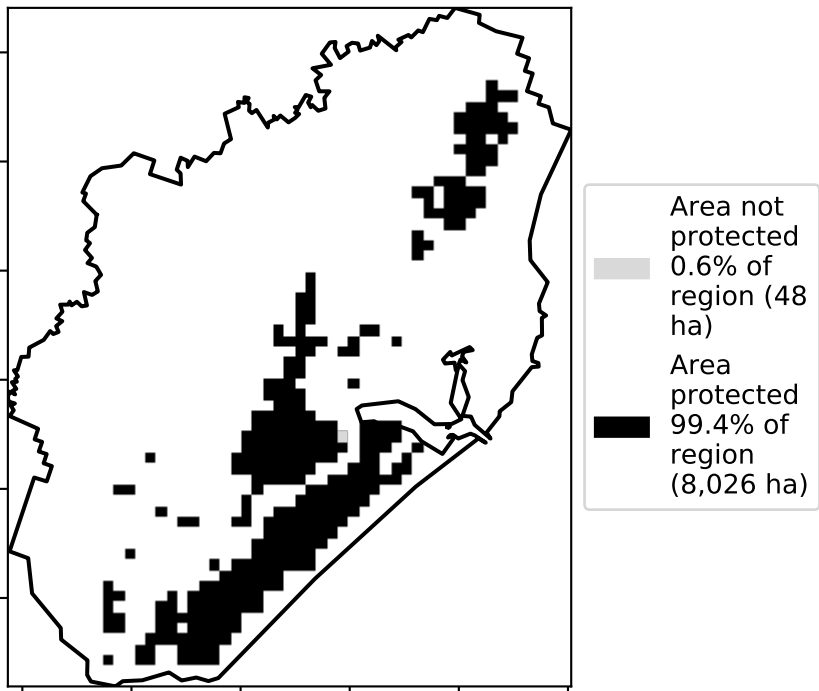 Area not
protected
0.6% of
region (48
ha)
Area
protected
99.4% of
region
(8,026 ha)